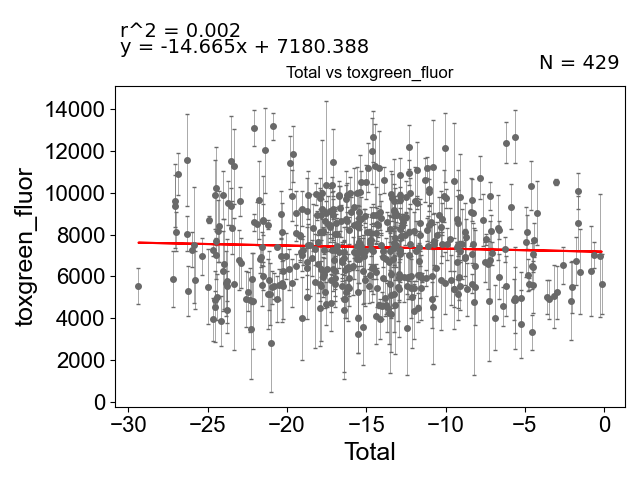 r^2 = 0.002
y = -14.665x + 7180.388
N = 429
Total vs toxgreen_fluor
14000
12000
10000
8000
6000
4000
2000
0
toxgreen_fluor
−30
−25
−20
−15
−10
−5
0
Total